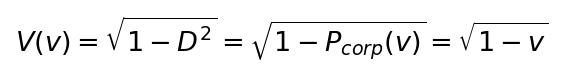 V(v) = √(1 − D²) = √(1 − P_corp(v)) = √(1 − v)